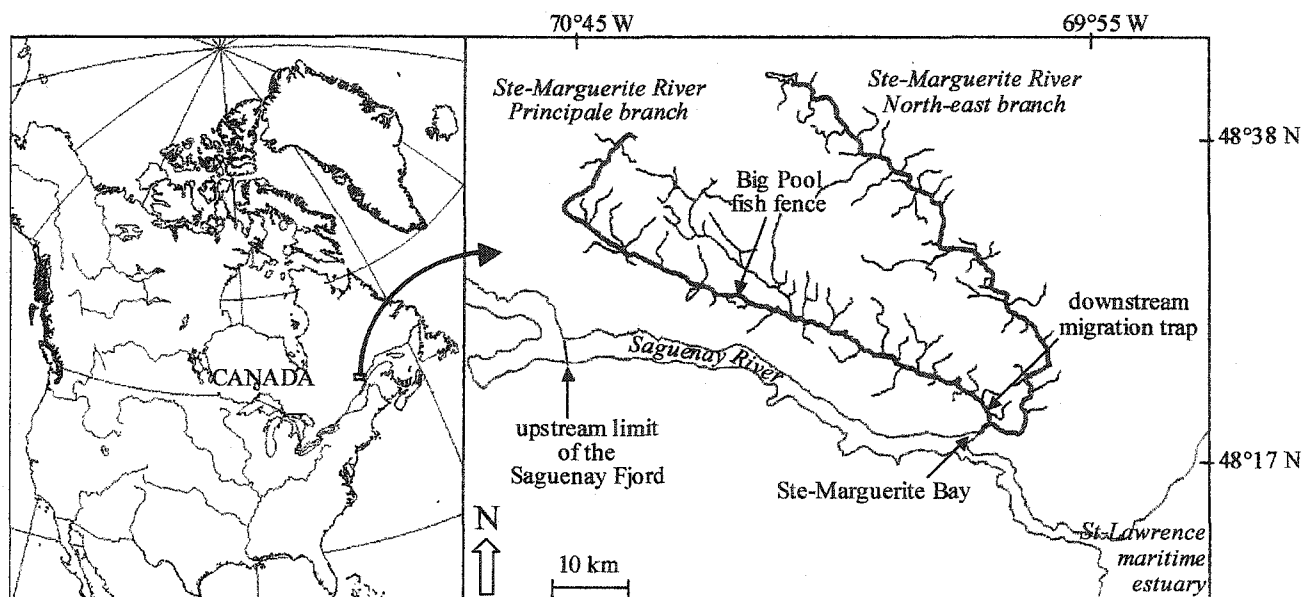 70°45 W
69°55 W
Ste-Marguerite River
Principale branch
Ste-Marguerite River
North-east branch
48°38 N
Big Pool
fish fence
downstream
migration trap
Saguenay River
CANADA
upstream limit
of the
Saguenay Fjord
48°17 N
Ste-Marguerite Bay
N
10 km
St-Lawrence
maritime
estuary